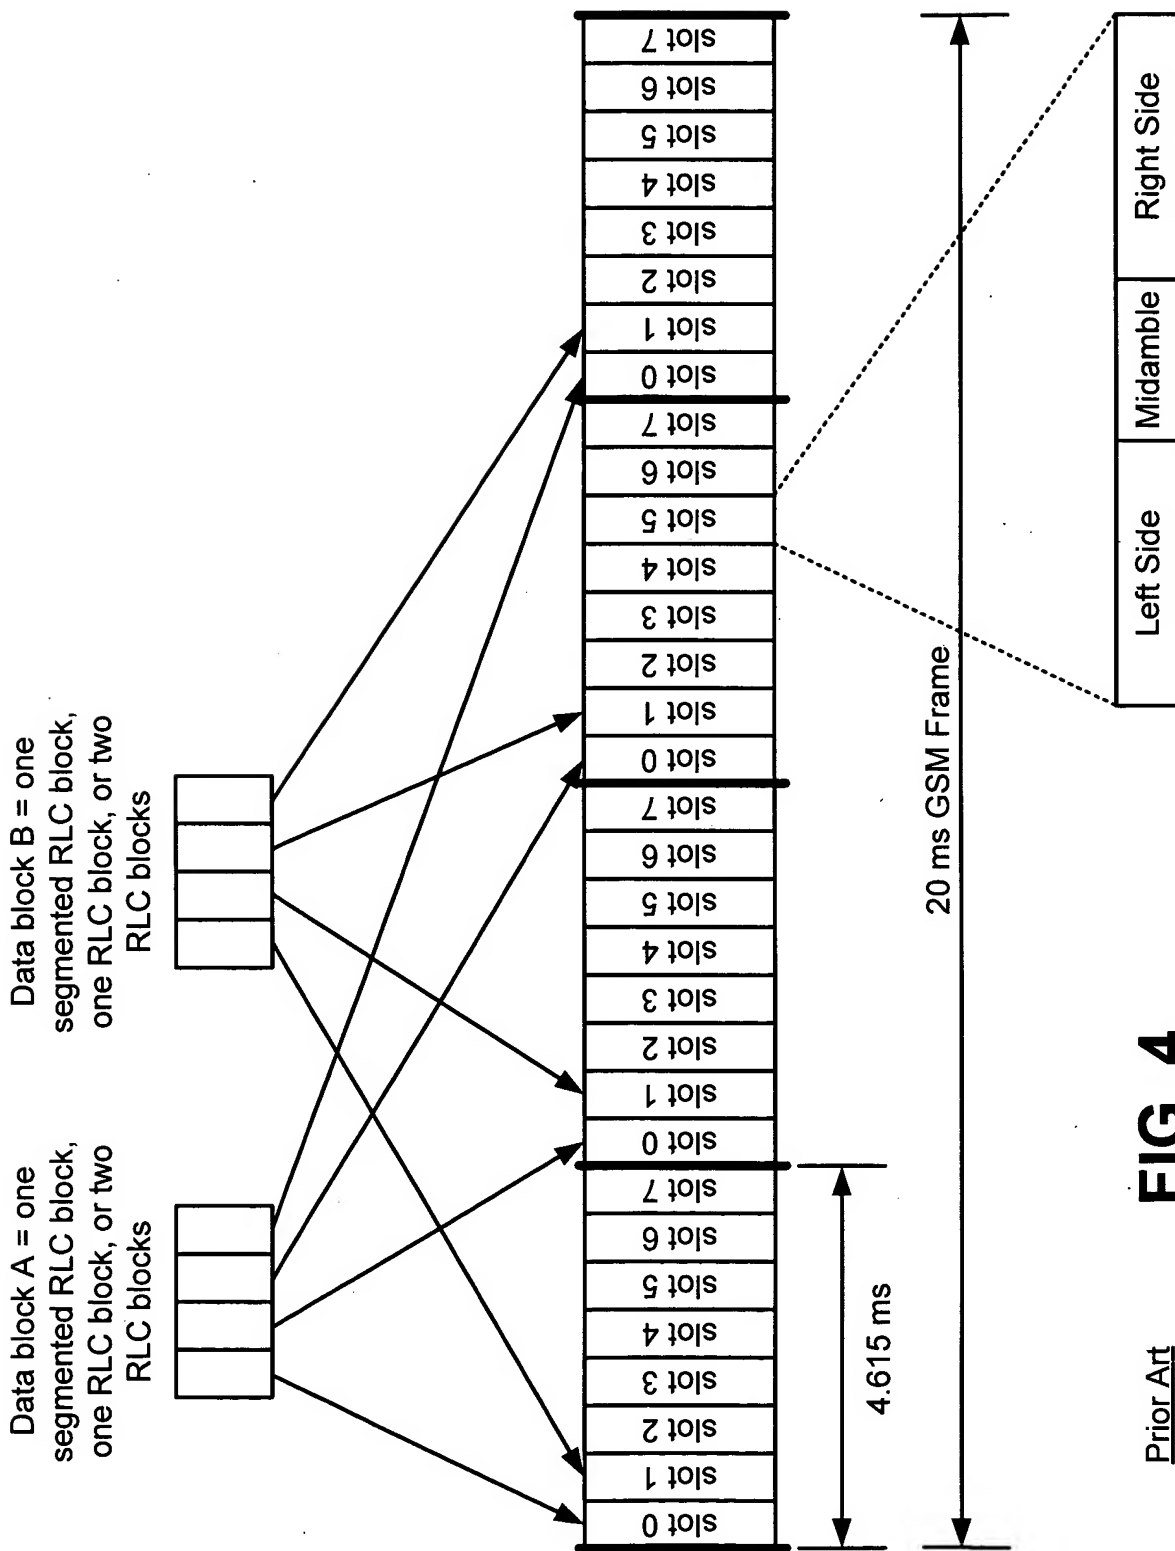 Data block A = one
segmented RLC block,
one RLC block, or two
RLC blocks
Data block B = one
segmented RLC block,
one RLC block, or two
RLC blocks
slot 0
slot 1
slot 2
slot 3
slot 4
slot 5
slot 6
slot 7
slot 0
slot 1
slot 2
slot 3
slot 4
slot 5
slot 6
slot 7
slot 0
slot 1
slot 2
slot 3
slot 4
slot 5
slot 6
slot 7
slot 0
slot 1
slot 2
slot 3
slot 4
slot 5
slot 6
slot 7
4.615 ms
20 ms GSM Frame
Left Side
Midamble
Right Side
Prior Art
FIG 4